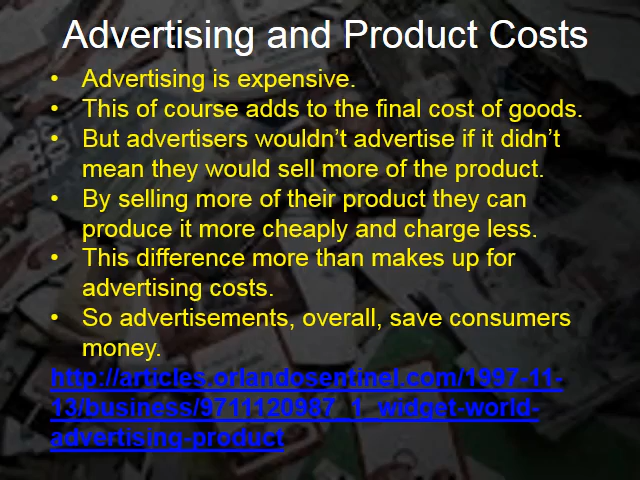 Advertising and Product Costs
• Advertising is expensive.
• This of course adds to the final cost of goods.
• But advertisers wouldn’t advertise if it didn’t
mean they would sell more of the product.
• By selling more of their product they can
produce it more cheaply and charge less.
• This difference more than makes up for
advertising costs.
• So advertisements, overall, save consumers
money.
http://articles.orlandosentinel.com/1997-11-
13/business/9711120987_1_widget-world-
advertising-product